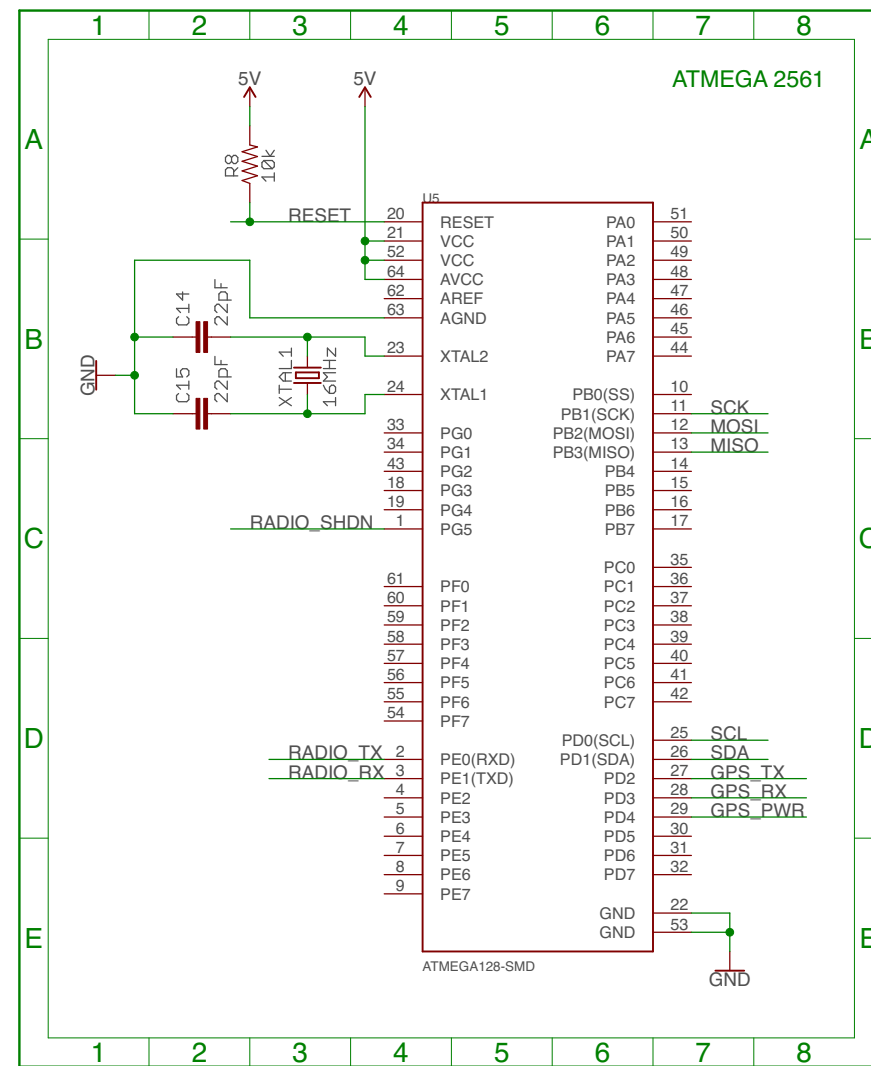 1 2 3 4 5 6 7 8
ATMEGA 2561
5V 5V
A A
R8
10k
U5
RESET 20 RESET PA0 51
21 VCC PA1 50
52 VCC PA2 49
64 AVCC PA3 48
62 AREF PA4 47
63 AGND PA5 46
PA6 45
23 XTAL2 PA7 44
B B
C14
22pF
GND
XTAL1
16MHz
C15
22pF
24 XTAL1 PB0(SS) 10
PB1(SCK) 11 SCK
33 PG0 PB2(MOSI) 12 MOSI
34 PG1 PB3(MISO) 13 MISO
43 PG2 PB4 14
18 PG3 PB5 15
19 PG4 PB6 16
RADIO_SHDN 1 PG5 PB7 17
C C
PC0 35
61 PF0 PC1 36
60 PF1 PC2 37
59 PF2 PC3 38
58 PF3 PC4 39
57 PF4 PC5 40
56 PF5 PC6 41
55 PF6 PC7 42
54 PF7
D D
PD0(SCL) 25 SCL
RADIO_TX 2 PE0(RXD) PD1(SDA) 26 SDA
RADIO_RX 3 PE1(TXD) PD2 27 GPS_TX
4 PE2 PD3 28 GPS_RX
5 PE3 PD4 29 GPS_PWR
6 PE4 PD5 30
7 PE5 PD6 31
8 PE6 PD7 32
9 PE7
GND 22
GND 53
E E
ATMEGA128-SMD
GND
1 2 3 4 5 6 7 8